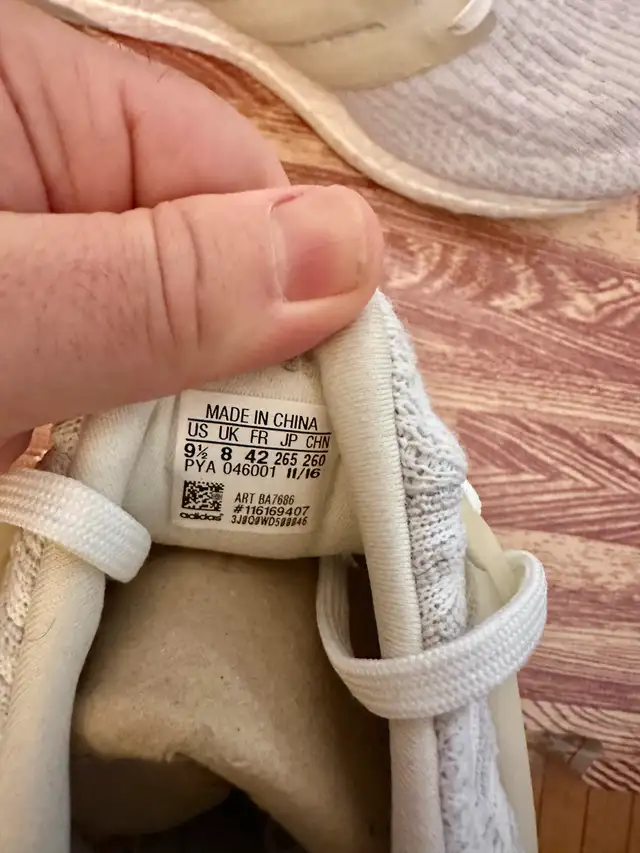 MADE IN CHINA
US UK FR JP CHN
9½ 8 42 265 260
PYA 046001 11/16
ART BA7686
#116169407
adidas